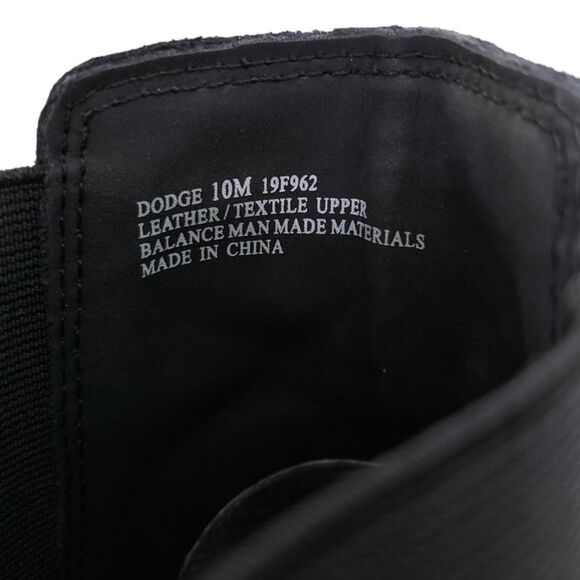 DODGE 10M 19F962
LEATHER/TEXTILE UPPER
BALANCE MAN MADE MATERIALS
MADE IN CHINA